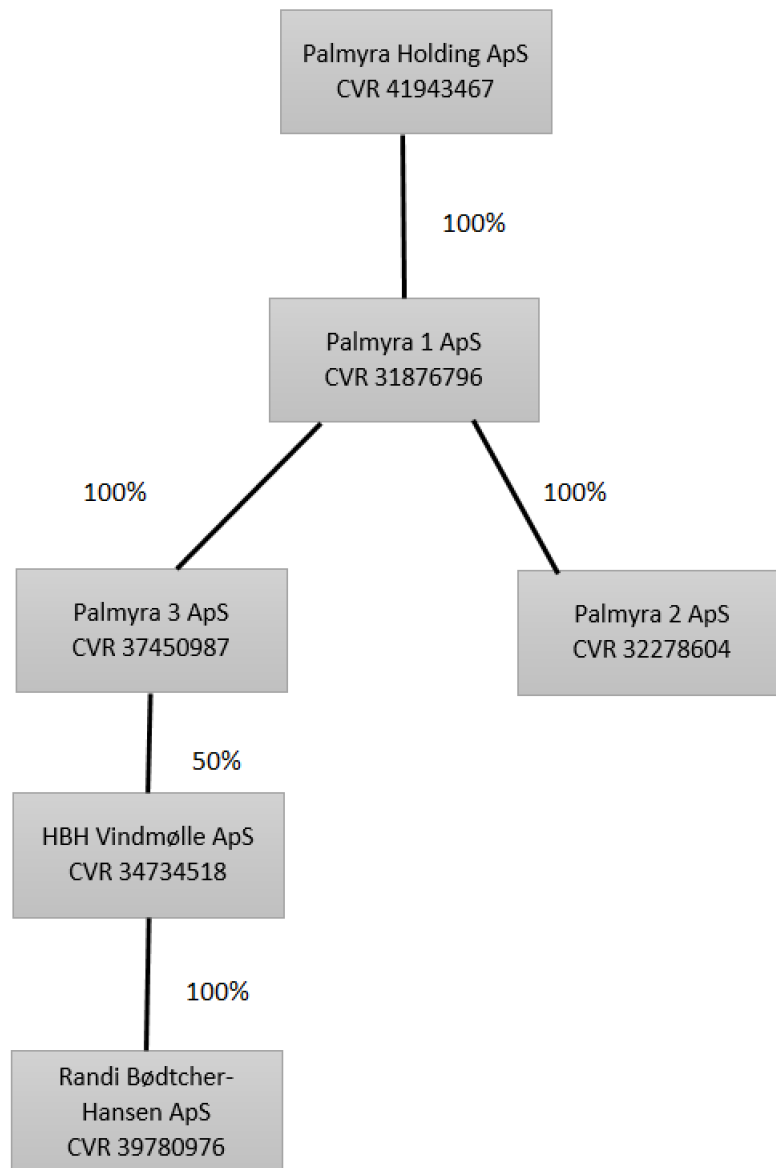 Palmyra Holding ApS
CVR 41943467
100%
Palmyra 1 ApS
CVR 31876796
100%
100%
Palmyra 3 ApS
CVR 37450987
Palmyra 2 ApS
CVR 32278604
50%
HBH Vindmølle ApS
CVR 34734518
100%
Randi Bødtcher-
Hansen ApS
CVR 39780976